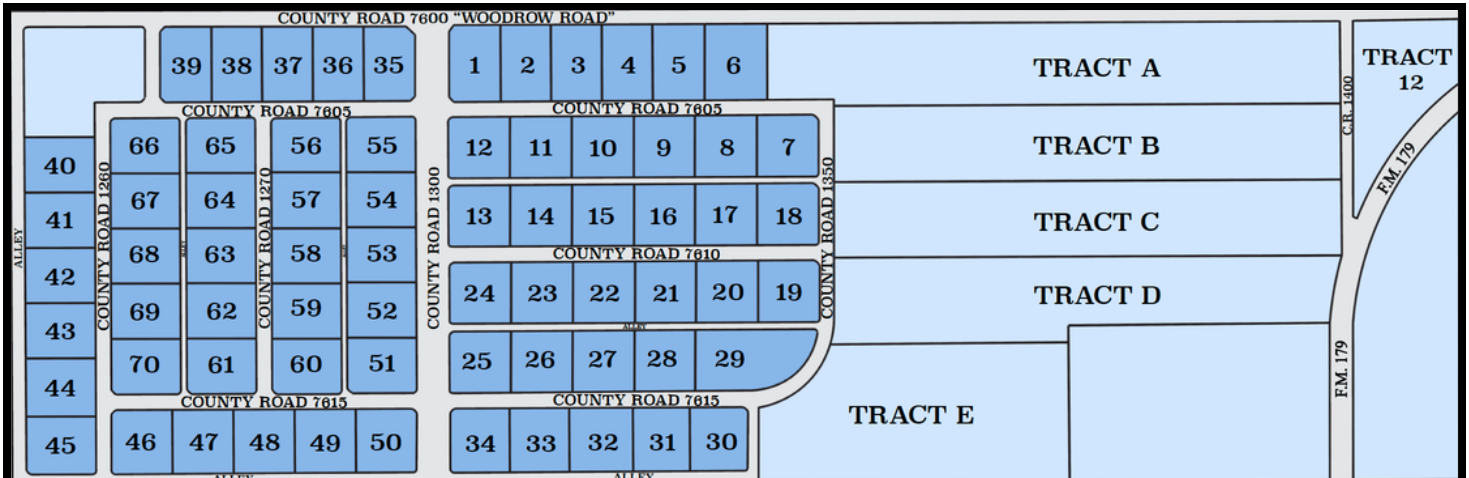 COUNTY ROAD 7600 “WOODROW ROAD”
39 38 37 36 35
1 2 3 4 5 6
TRACT A
TRACT
12
C.R. 1400
COUNTY ROAD 7605
COUNTY ROAD 7605
66 65 56 55
12 11 10 9 8 7
TRACT B
40
F.M. 179
67 64 57 54
13 14 15 16 17 18
TRACT C
41
ALLEY
COUNTY ROAD 1260
COUNTY ROAD 1270
COUNTY ROAD 1300
COUNTY ROAD 1350
68 63 58 53
COUNTY ROAD 7610
42
24 23 22 21 20 19
TRACT D
69 62 59 52
43
ALLEY
70 61 60 51
25 26 27 28 29
F.M. 179
44
COUNTY ROAD 7615
COUNTY ROAD 7615
TRACT E
45
46 47 48 49 50
34 33 32 31 30
ALLEY
ALLEY